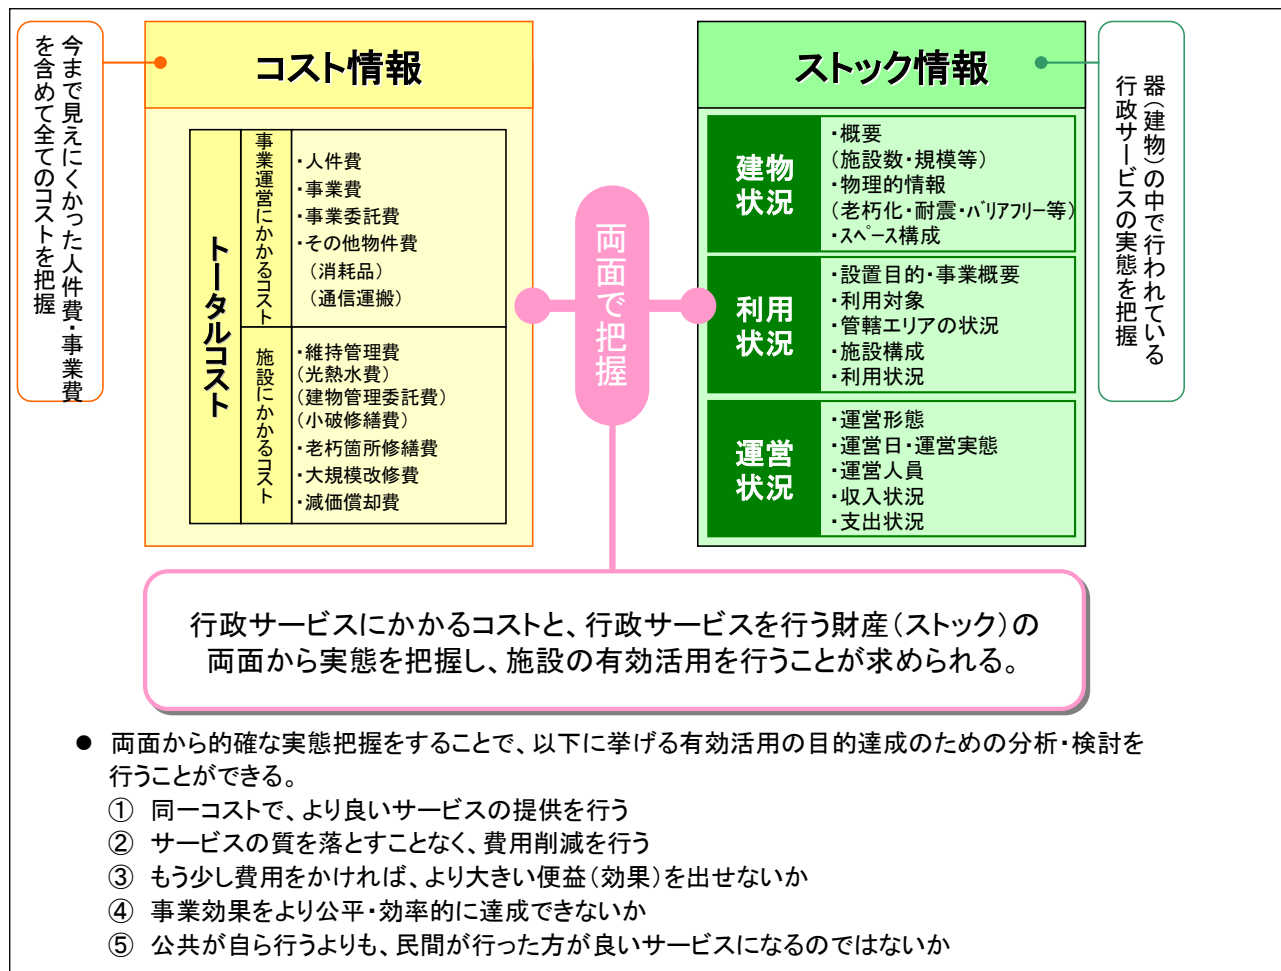 今まで見えにくかった人件費・事業費
を含めて全てのコストを把握
コスト情報
トータルコスト
事業運営にかかるコスト
・人件費
・事業費
・事業委託費
・その他物件費
（消耗品）
（通信運搬）
施設にかかるコスト
・維持管理費
(光熱水費)
(建物管理委託費)
(小破修繕費)
・老朽箇所修繕費
・大規模改修費
・減価償却費
両面で把握
ストック情報
建物
状況
・概要
(施設数・規模等)
・物理的情報
(老朽化・耐震・ﾊﾞﾘｱﾌﾘｰ等)
・ｽﾍﾟｰｽ構成
利用
状況
・設置目的・事業概要
・利用対象
・管轄エリアの状況
・施設構成
・利用状況
運営
状況
・運営形態
・運営日・運営実態
・運営人員
・収入状況
・支出状況
器（建物）の中で行われている
行政サービスの実態を把握
行政サービスにかかるコストと、行政サービスを行う財産（ストック）の
両面から実態を把握し、施設の有効活用を行うことが求められる。
● 両面から的確な実態把握をすることで、以下に挙げる有効活用の目的達成のための分析・検討を
行うことができる。
① 同一コストで、より良いサービスの提供を行う
② サービスの質を落とすことなく、費用削減を行う
③ もう少し費用をかければ、より大きい便益（効果）を出せないか
④ 事業効果をより公平・効率的に達成できないか
⑤ 公共が自ら行うよりも、民間が行った方が良いサービスになるのではないか